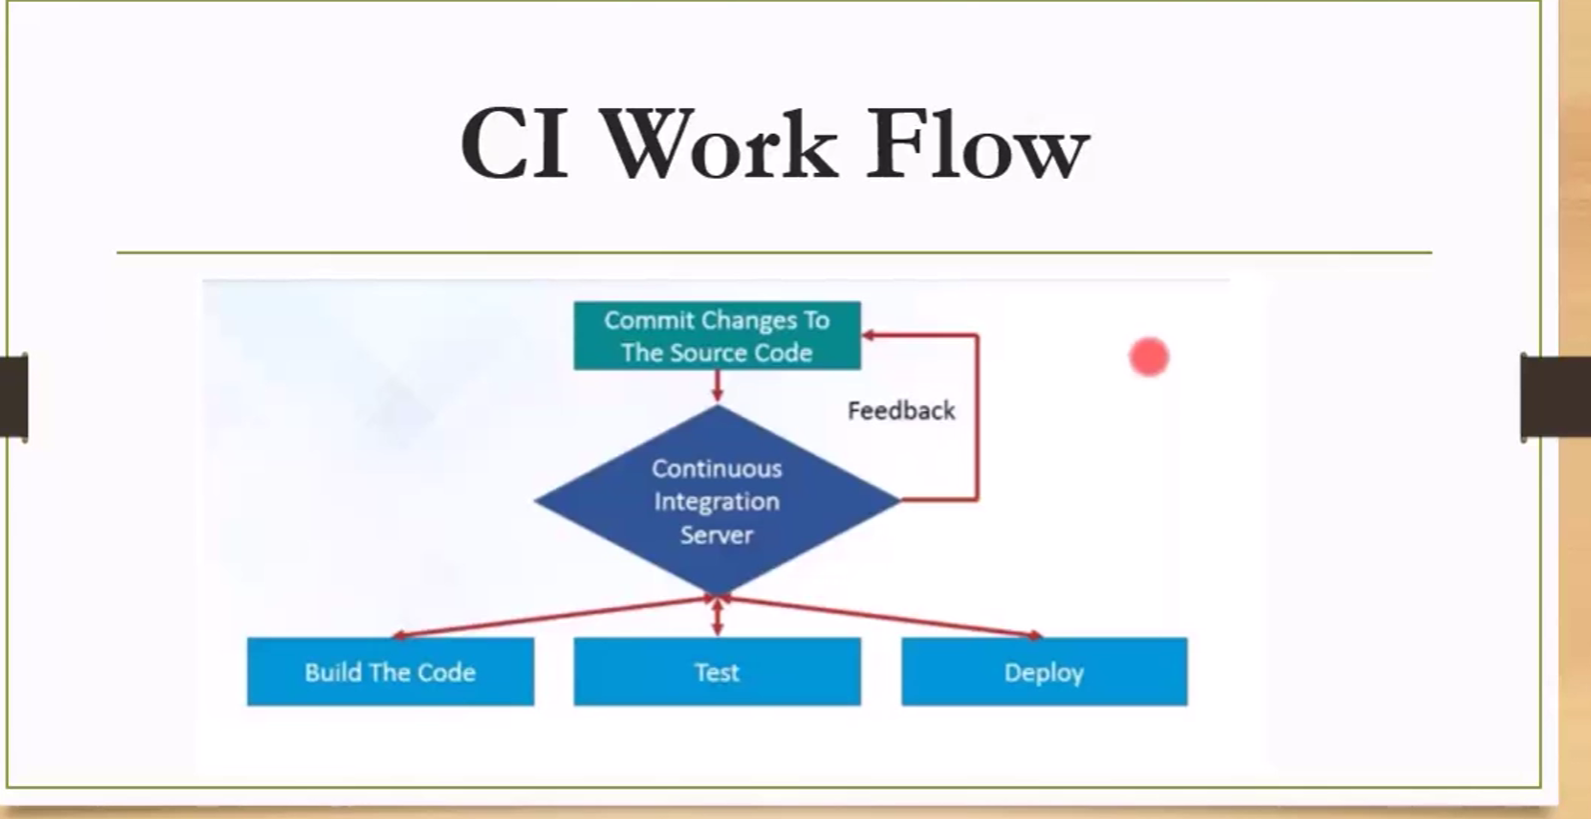 CI Work Flow
Commit Changes To
The Source Code
Feedback
Continuous
Integration
Server
Build The Code
Test
Deploy